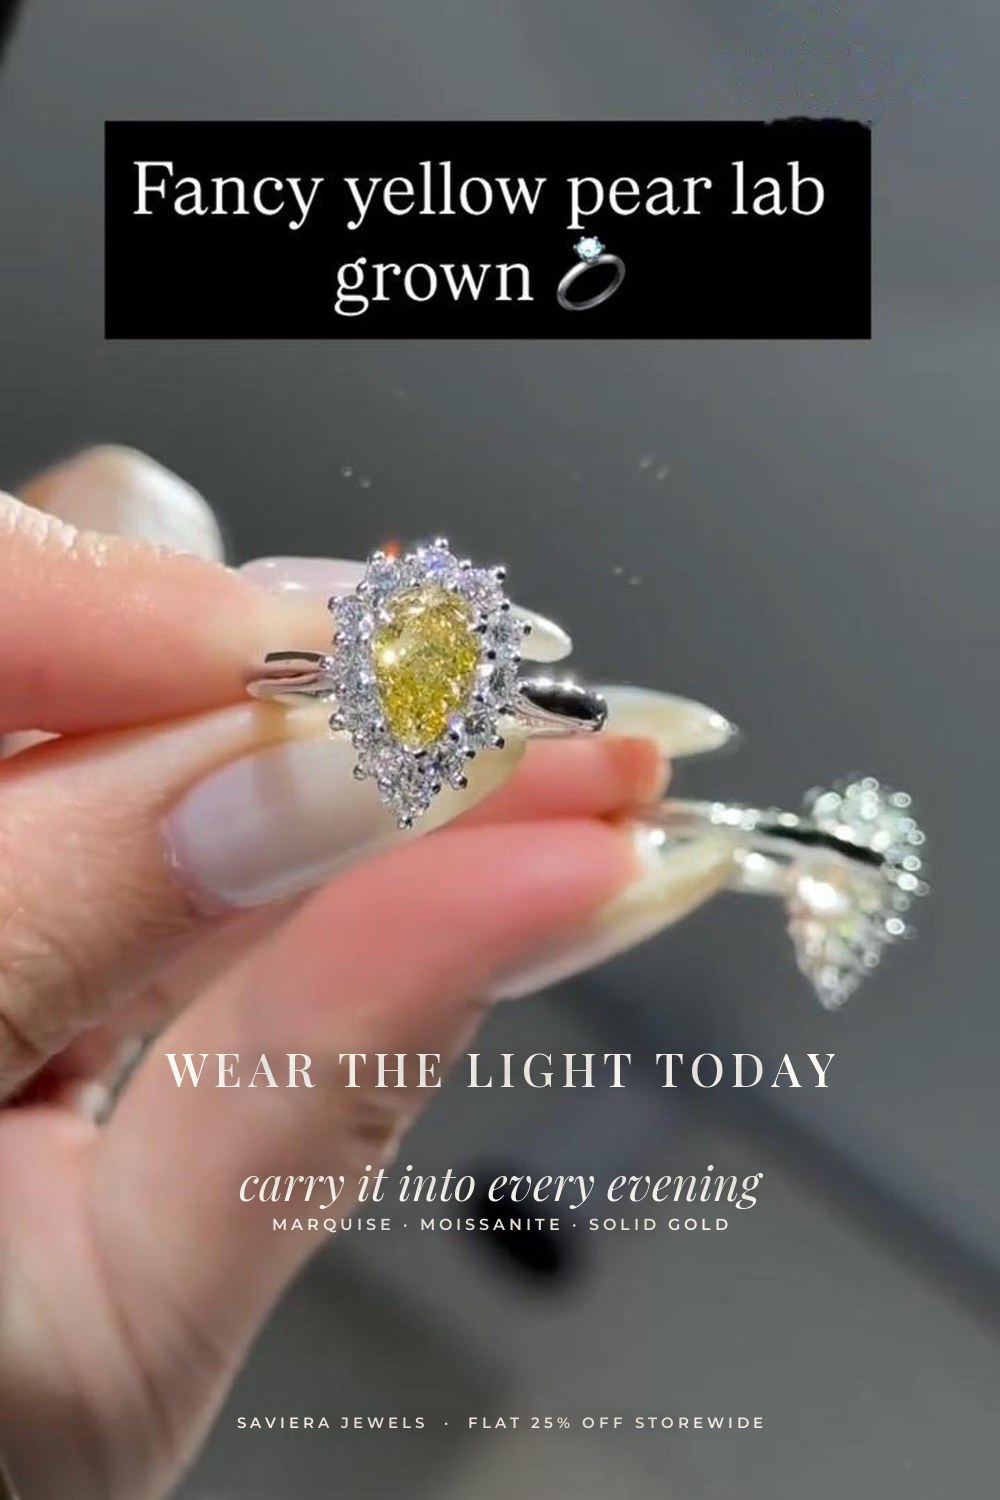 Fancy yellow pear lab
grown 💍
WEAR THE LIGHT TODAY
carry it into every evening
MARQUISE · MOISSANITE · SOLID GOLD
SAVIERA JEWELS · FLAT 25% OFF STOREWIDE